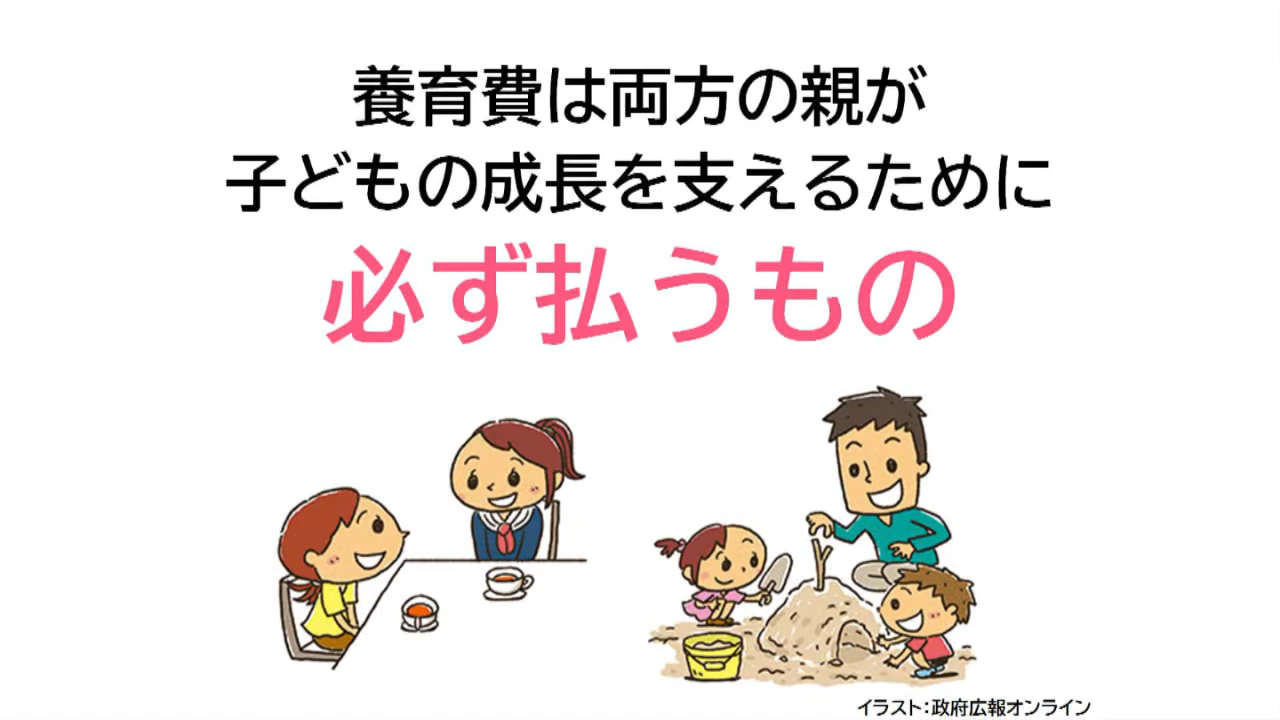 養育費は両方の親が
子どもの成長を支えるために
必ず払うもの
イラスト：政府広報オンライン